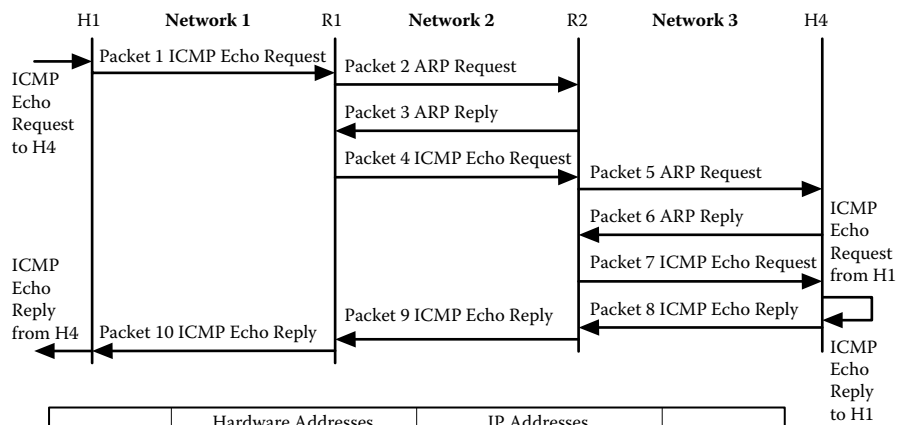 H1 Network 1 R1 Network 2 R2 Network 3 H4
Packet 1 ICMP Echo Request
Packet 2 ARP Request
ICMP
Echo
Request
to H4
Packet 3 ARP Reply
Packet 4 ICMP Echo Request
Packet 5 ARP Request
Packet 6 ARP Reply
ICMP
Echo
Request
from H1
Packet 7 ICMP Echo Request
ICMP
Echo
Reply
from H4
Packet 8 ICMP Echo Reply
Packet 9 ICMP Echo Reply
Packet 10 ICMP Echo Reply
ICMP
Echo
Reply
to H1
Hardware Addresses IP Addresses